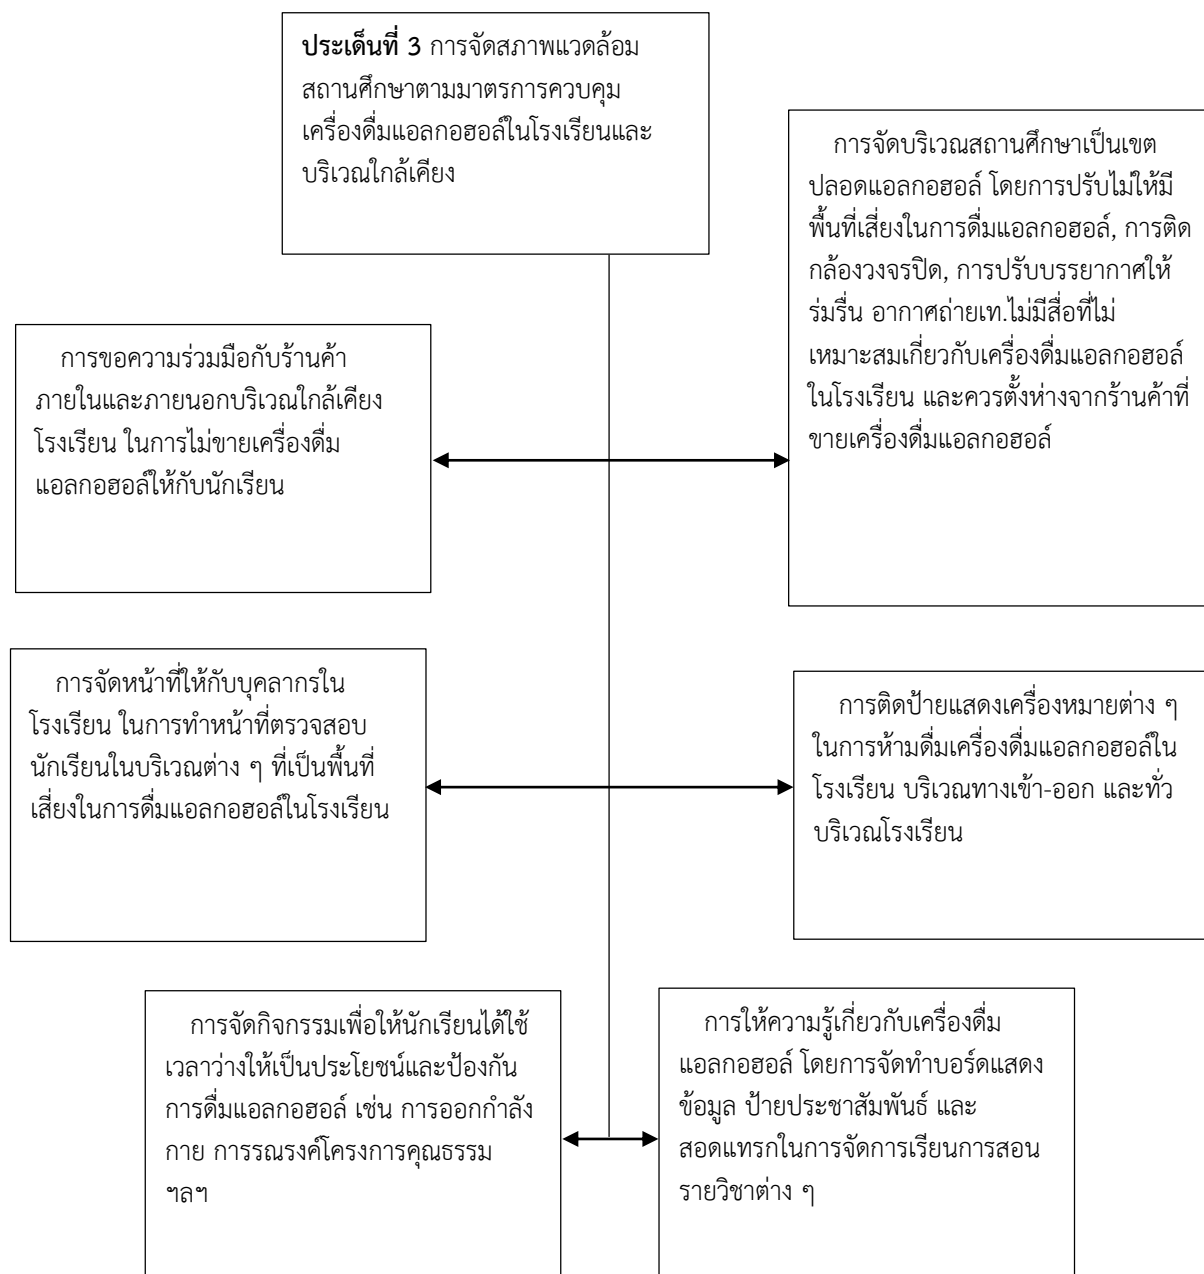 ประเด็นที่ 3 การจัดสภาพแวดล้อม
สถานศึกษาตามมาตรการควบคุม
เครื่องดื่มแอลกอฮอล์ในโรงเรียนและ
บริเวณใกล้เคียง
การจัดบริเวณสถานศึกษาเป็นเขต
ปลอดแอลกอฮอล์ โดยการปรับไม่ให้มี
พื้นที่เสี่ยงในการดื่มแอลกอฮอล์, การติด
กล้องวงจรปิด, การปรับบรรยากาศให้
ร่มรื่น อากาศถ่ายเท.ไม่มีสื่อที่ไม่
เหมาะสมเกี่ยวกับเครื่องดื่มแอลกอฮอล์
ในโรงเรียน และควรตั้งห่างจากร้านค้าที่
ขายเครื่องดื่มแอลกอฮอล์
การขอความร่วมมือกับร้านค้า
ภายในและภายนอกบริเวณใกล้เคียง
โรงเรียน ในการไม่ขายเครื่องดื่ม
แอลกอฮอล์ให้กับนักเรียน
การจัดหน้าที่ให้กับบุคลากรใน
โรงเรียน ในการทำหน้าที่ตรวจสอบ
นักเรียนในบริเวณต่าง ๆ ที่เป็นพื้นที่
เสี่ยงในการดื่มแอลกอฮอล์ในโรงเรียน
การติดป้ายแสดงเครื่องหมายต่าง ๆ
ในการห้ามดื่มเครื่องดื่มแอลกอฮอล์ใน
โรงเรียน บริเวณทางเข้า-ออก และทั่ว
บริเวณโรงเรียน
การจัดกิจกรรมเพื่อให้นักเรียนได้ใช้
เวลาว่างให้เป็นประโยชน์และป้องกัน
การดื่มแอลกอฮอล์ เช่น การออกกำลัง
กาย การรณรงค์โครงการคุณธรรม
ฯลฯ
การให้ความรู้เกี่ยวกับเครื่องดื่ม
แอลกอฮอล์ โดยการจัดทำบอร์ดแสดง
ข้อมูล ป้ายประชาสัมพันธ์ และ
สอดแทรกในการจัดการเรียนการสอน
รายวิชาต่าง ๆ